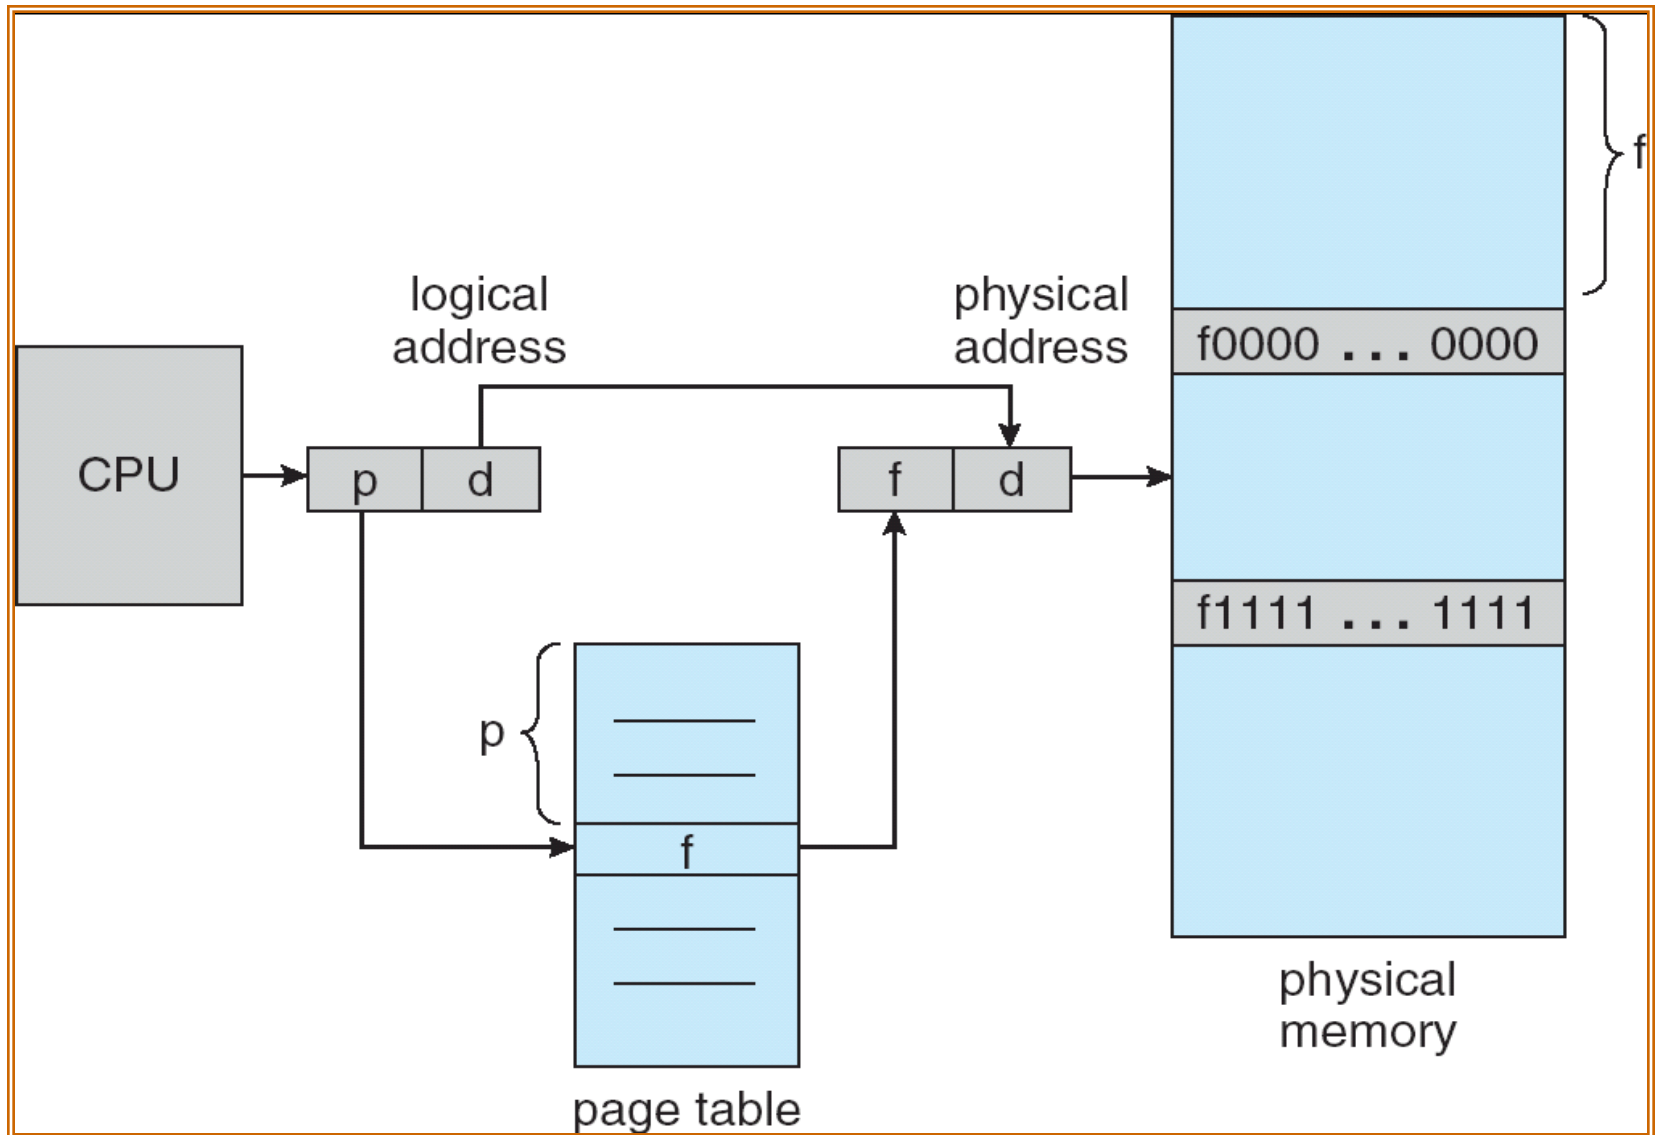 f
logical
address
physical
address
f0000 ... 0000
CPU
p
d
f
d
f1111 ... 1111
p
f
physical
memory
page table